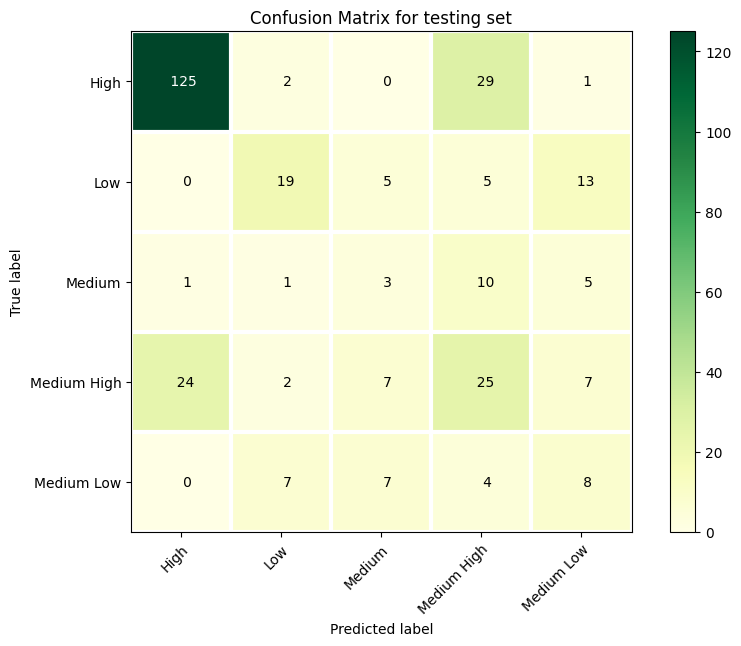 Confusion Matrix for testing set
True label
High 125 2 0 29 1
Low 0 19 5 5 13
Medium 1 1 3 10 5
Medium High 24 2 7 25 7
Medium Low 0 7 7 4 8
High Low Medium Medium High Medium Low
Predicted label
120
100
80
60
40
20
0